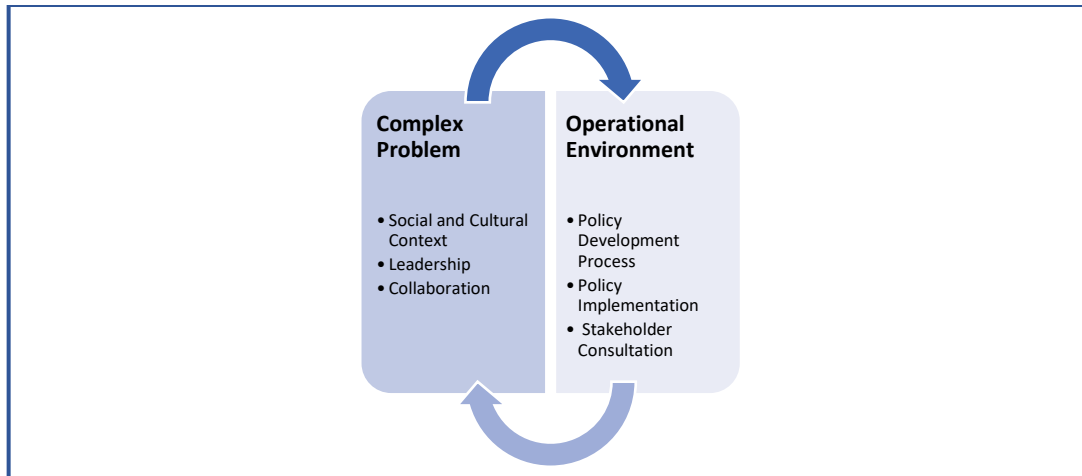 Complex
Problem
• Social and Cultural
Context
• Leadership
• Collaboration
Operational
Environment
• Policy
Development
Process
• Policy
Implementation
• Stakeholder
Consultation